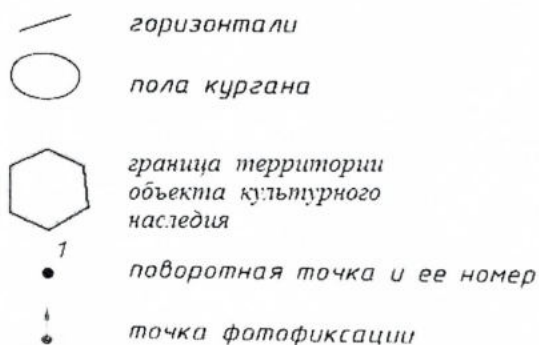 горизонтали
пола кургана
граница территории
объекта культурного
наследия
1
поворотная точка и ее номер
точка фотофиксации